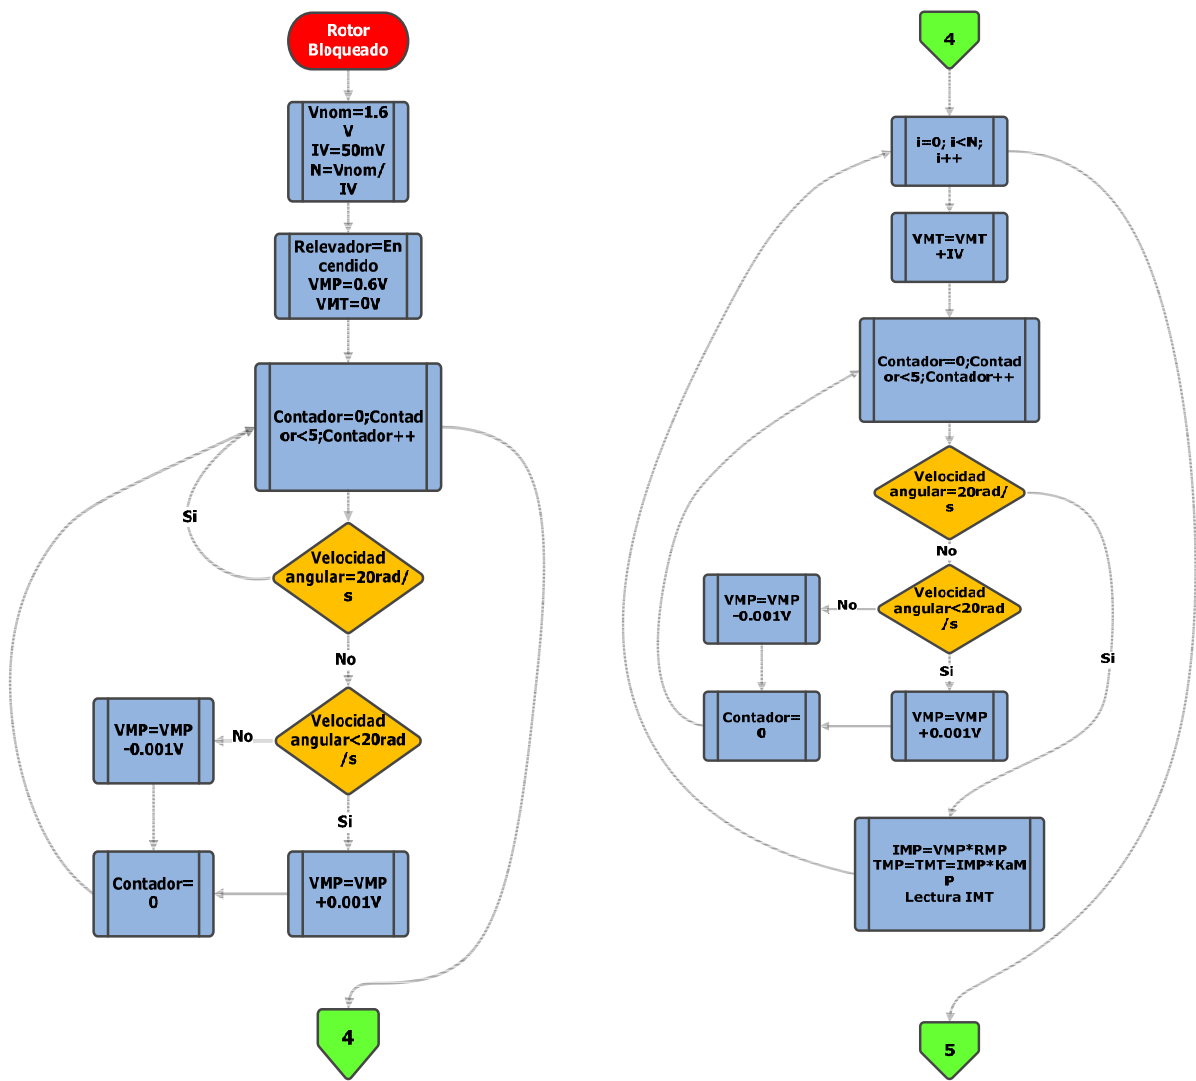 Rotor
Bloqueado
Vnom=1.6
V
IV=50mV
N=Vnom/
IV
Relevador=En
cendido
VMP=0.6V
VMT=0V
Contador=0;Contad
or<5;Contador++
Si
Velocidad
angular=20rad/
s
No
Velocidad
angular<20rad
/s
No
VMP=VMP
-0.001V
Si
Contador=
0
VMP=VMP
+0.001V
4
4
i=0; i<N;
i++
VMT=VMT
+IV
Contador=0;Contad
or<5;Contador++
Velocidad
angular=20rad/
s
No
Velocidad
angular<20rad
/s
No
VMP=VMP
-0.001V
Si
Si
Contador=
0
VMP=VMP
+0.001V
IMP=VMP*RMP
TMP=TMT=IMP*KaM
P
Lectura IMT
5